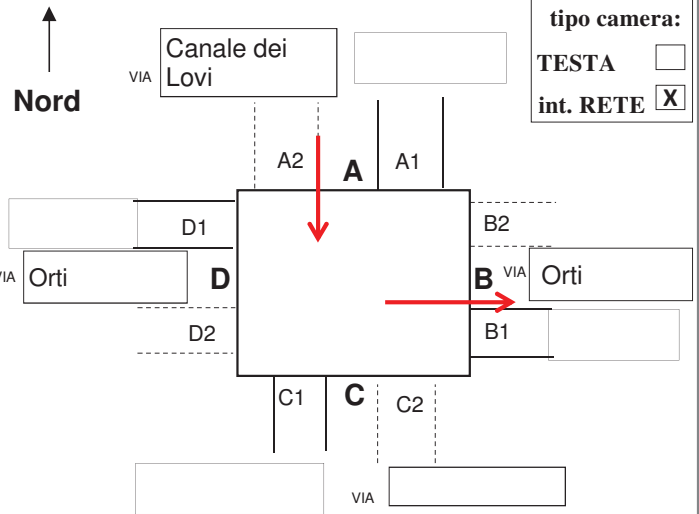 tipo camera:
TESTA
int. RETE X
Nord
VIA Canale dei
Lovi
A2 A A1
D1 B2
VIA Orti D B VIA Orti
D2 B1
C1 C C2
VIA